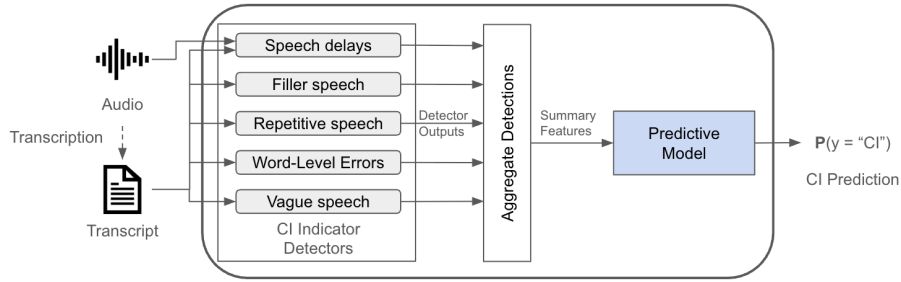 Audio
Transcription
Transcript
Speech delays
Filler speech
Repetitive speech
Word-Level Errors
Vague speech
CI Indicator
Detectors
Detector
Outputs
Aggregate Detections
Summary
Features
Predictive
Model
P(y = “CI”)
CI Prediction